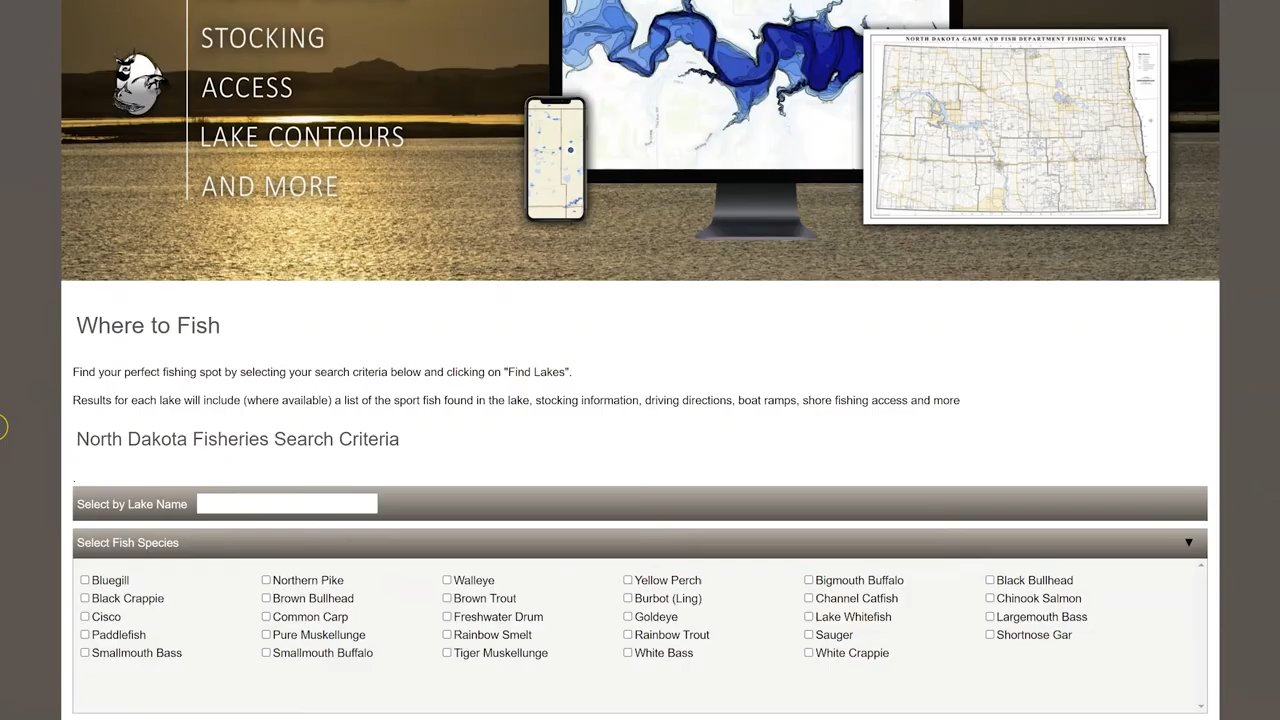 STOCKING
ACCESS
LAKE CONTOURS
AND MORE
NORTH DAKOTA GAME AND FISH DEPARTMENT FISHING WATERS
Where to Fish
Find your perfect fishing spot by selecting your search criteria below and clicking on "Find Lakes".
Results for each lake will include (where available) a list of the sport fish found in the lake, stocking information, driving directions, boat ramps, shore fishing access and more
North Dakota Fisheries Search Criteria
.
Select by Lake Name
Select Fish Species ▼
Bluegill Northern Pike Walleye Yellow Perch Bigmouth Buffalo Black Bullhead
Black Crappie Brown Bullhead Brown Trout Burbot (Ling) Channel Catfish Chinook Salmon
Cisco Common Carp Freshwater Drum Goldeye Lake Whitefish Largemouth Bass
Paddlefish Pure Muskellunge Rainbow Smelt Rainbow Trout Sauger Shortnose Gar
Smallmouth Bass Smallmouth Buffalo Tiger Muskellunge White Bass White Crappie